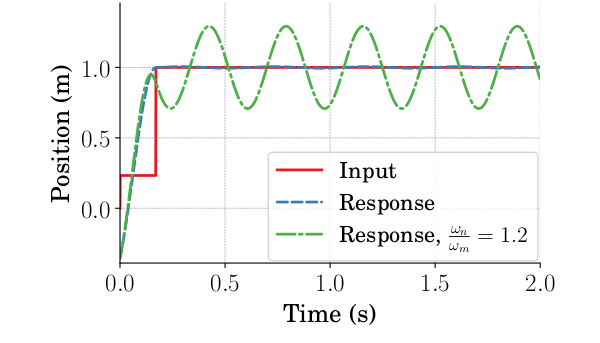 Position (m)
1.0
0.5
0.0
Input
Response
Response, ωn/ωm = 1.2
0.0 0.5 1.0 1.5 2.0
Time (s)